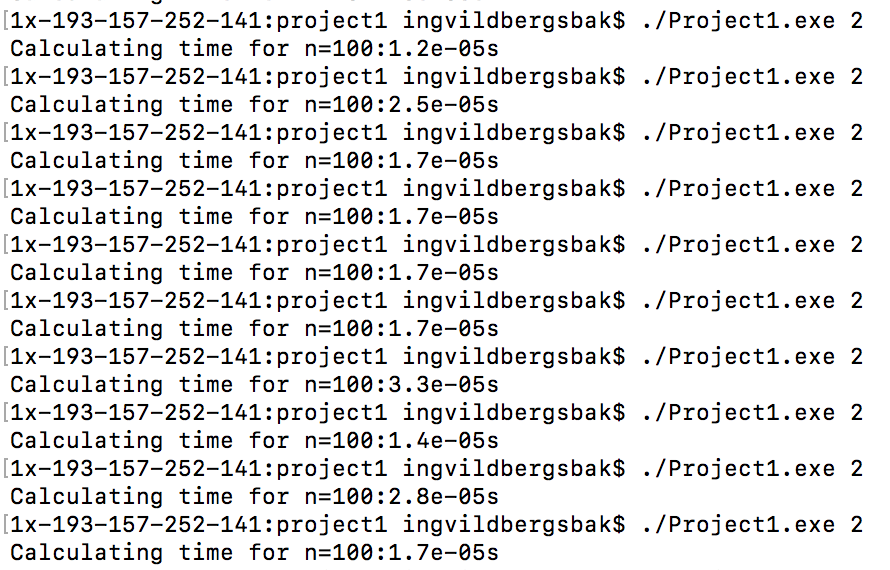 [1x-193-157-252-141:project1 ingvildbergsbak$ ./Project1.exe 2
Calculating time for n=100:1.2e-05s
[1x-193-157-252-141:project1 ingvildbergsbak$ ./Project1.exe 2
Calculating time for n=100:2.5e-05s
[1x-193-157-252-141:project1 ingvildbergsbak$ ./Project1.exe 2
Calculating time for n=100:1.7e-05s
[1x-193-157-252-141:project1 ingvildbergsbak$ ./Project1.exe 2
Calculating time for n=100:1.7e-05s
[1x-193-157-252-141:project1 ingvildbergsbak$ ./Project1.exe 2
Calculating time for n=100:1.7e-05s
[1x-193-157-252-141:project1 ingvildbergsbak$ ./Project1.exe 2
Calculating time for n=100:1.7e-05s
[1x-193-157-252-141:project1 ingvildbergsbak$ ./Project1.exe 2
Calculating time for n=100:3.3e-05s
[1x-193-157-252-141:project1 ingvildbergsbak$ ./Project1.exe 2
Calculating time for n=100:1.4e-05s
[1x-193-157-252-141:project1 ingvildbergsbak$ ./Project1.exe 2
Calculating time for n=100:2.8e-05s
[1x-193-157-252-141:project1 ingvildbergsbak$ ./Project1.exe 2
Calculating time for n=100:1.7e-05s